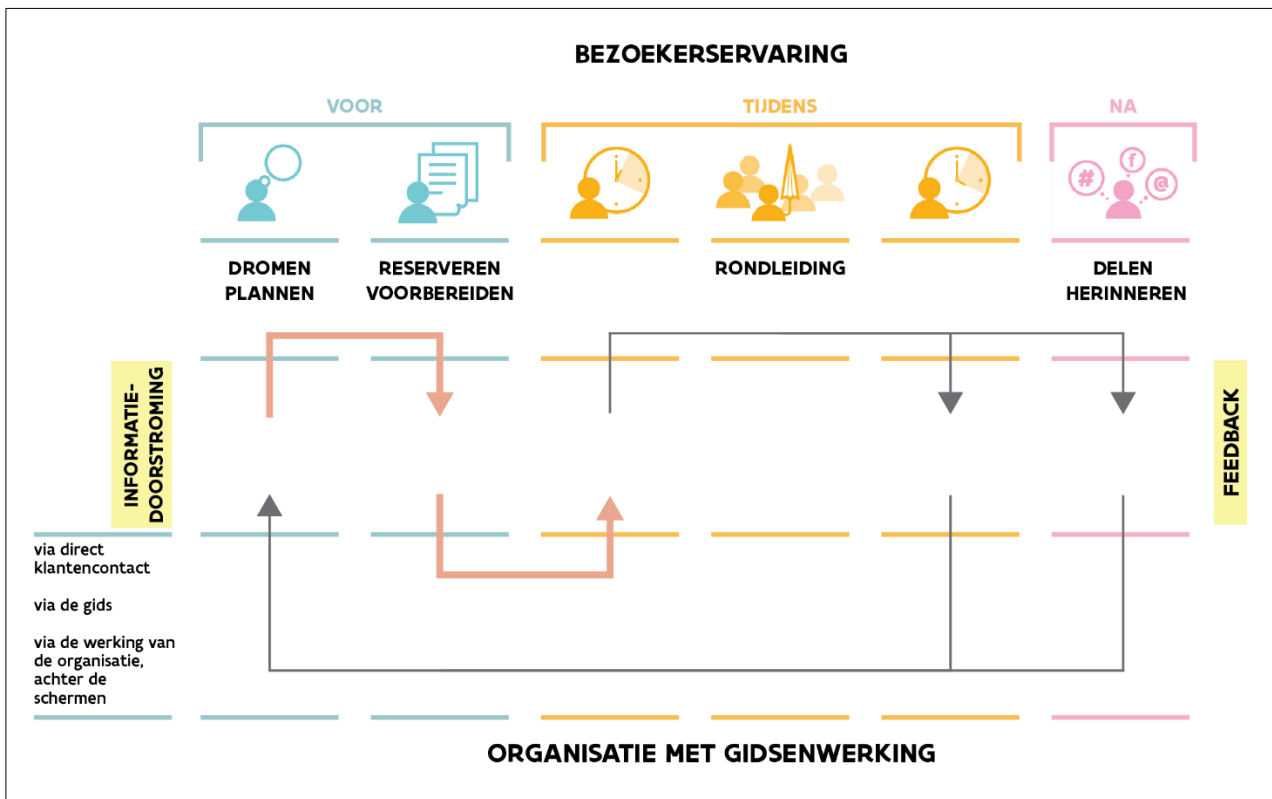 BEZOEKERSERVARING
VOOR
TIJDENS
NA
#
f
@
DROMEN
PLANNEN
RESERVEREN
VOORBEREIDEN
RONDLEIDING
DELEN
HERINNEREN
INFORMATIE-
DOORSTROMING
FEEDBACK
via direct
klantencontact
via de gids
via de werking van
de organisatie,
achter de
schermen
ORGANISATIE MET GIDSENWERKING